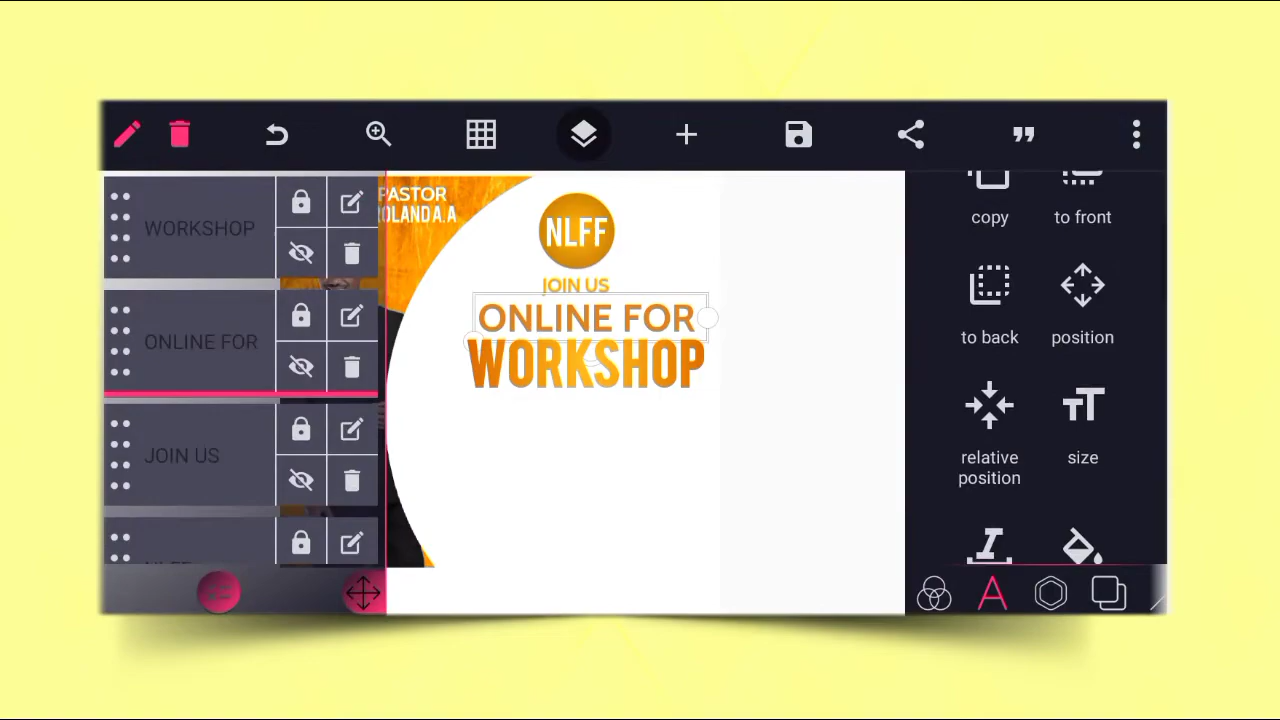 WORKSHOP
ONLINE FOR
JOIN US
PASTOR
ROLAND A.A
NLFF
JOIN US
ONLINE FOR
WORKSHOP
copy
to front
to back
position
relative
position
size